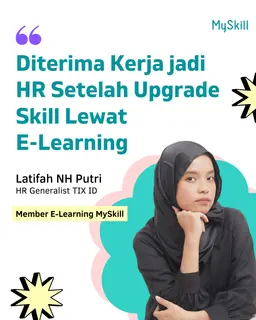 MySkill
Diterima Kerja jadi
HR Setelah Upgrade
Skill Lewat
E-Learning
Latifah NH Putri
HR Generalist TIX ID
Member E-Learning MySkill